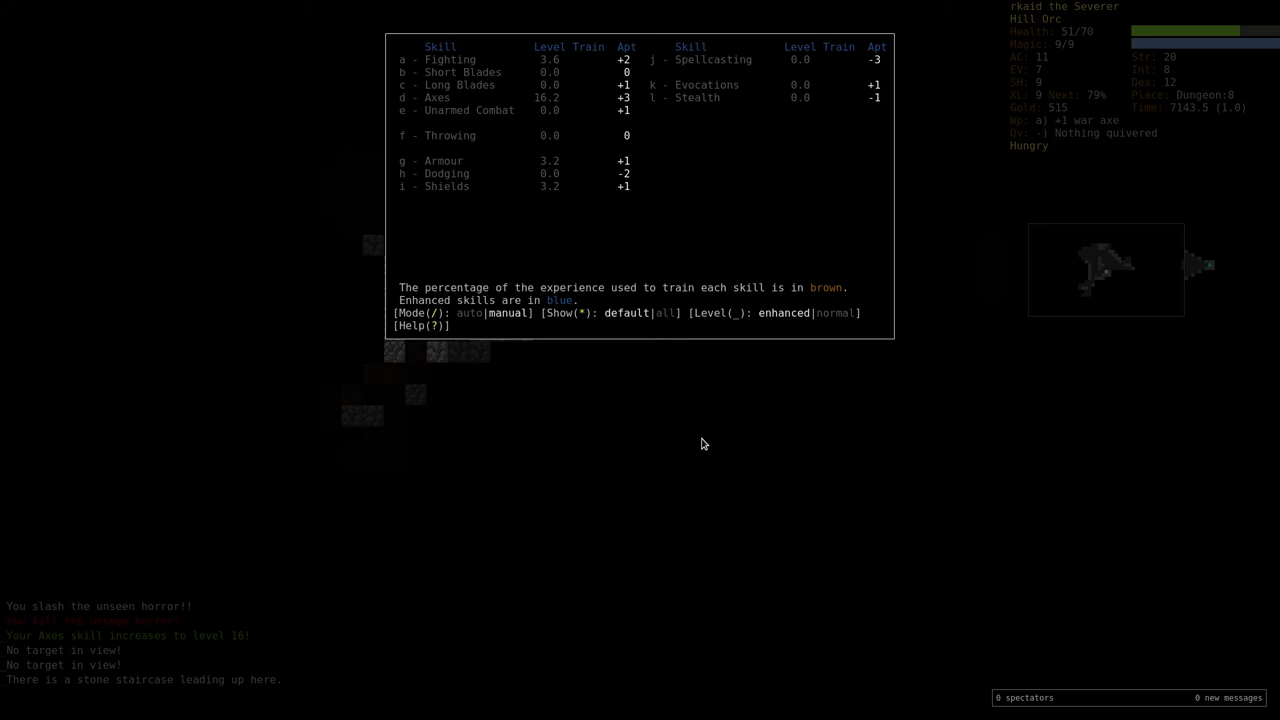 rkaid the Severer
Hill Orc
Health: 51/70
Magic: 9/9
AC: 11 Str: 20
EV: 7 Int: 8
SH: 9 Dex: 12
XL: 9 Next: 79% Place: Dungeon:8
Gold: 515 Time: 7143.5 (1.0)
Wp: a) +1 war axe
Qv: -) Nothing quivered
Hungry
Skill Level Train Apt Skill Level Train Apt
a - Fighting 3.6 +2 j - Spellcasting 0.0 -3
b - Short Blades 0.0 0
c - Long Blades 0.0 +1 k - Evocations 0.0 +1
d - Axes 16.2 +3 l - Stealth 0.0 -1
e - Unarmed Combat 0.0 +1
f - Throwing 0.0 0
g - Armour 3.2 +1
h - Dodging 0.0 -2
i - Shields 3.2 +1
The percentage of the experience used to train each skill is in brown.
Enhanced skills are in blue.
[Mode(/): auto|manual] [Show(*): default|all] [Level(_): enhanced|normal]
[Help(?)]
You slash the unseen horror!!
You kill the unseen horror!
Your Axes skill increases to level 16!
No target in view!
No target in view!
There is a stone staircase leading up here.
0 spectators 0 new messages